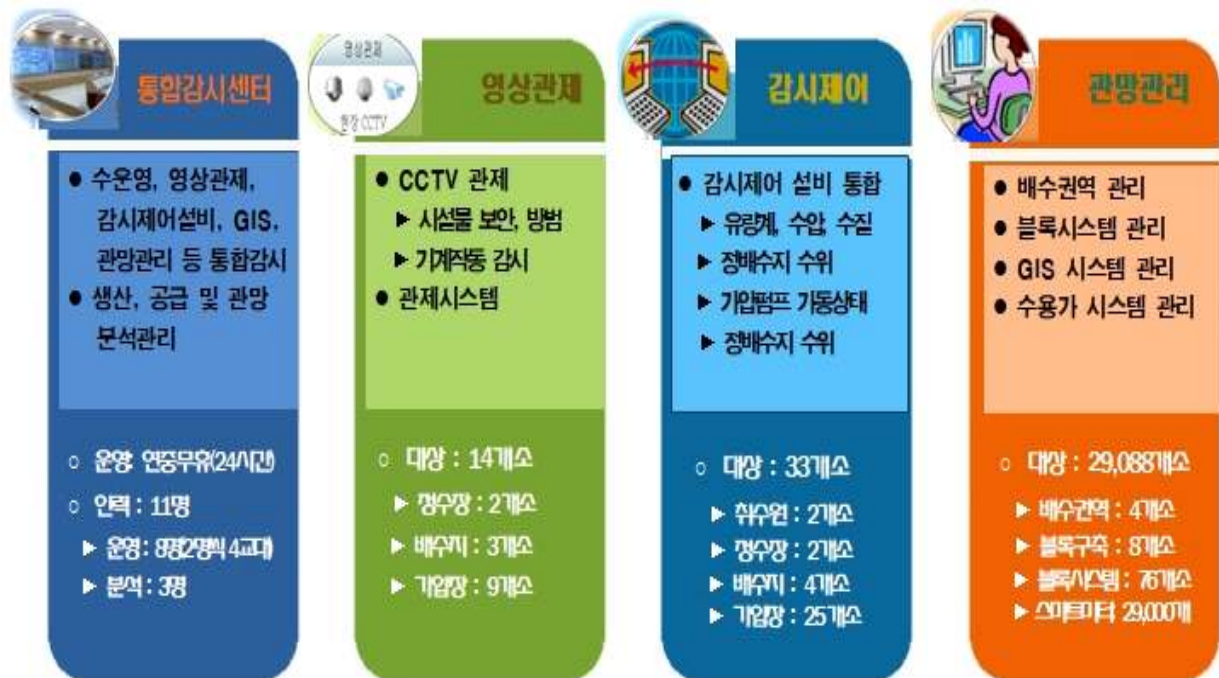 통합감시센터
● 수운영, 영상관제,
감시제어설비, GIS,
관망관리 등 통합감시
● 생산, 공급 및 관망
분석관리
○ 운영: 연중무휴(24시간)
○ 인력 : 11명
▶ 운영 : 8명(2명씩 4교대)
▶ 분석 : 3명
영상관제
현장 CCTV
영상관제
● CCTV 관제
▶ 시설물 보안, 방범
▶ 기계작동 감시
● 관제시스템
○ 대상 : 14개소
▶ 정수장 : 2개소
▶ 배수지 : 3개소
▶ 가압장 : 9개소
감시제어
● 감시제어 설비 통합
▶ 유량계, 수압, 수질
▶ 정배수지 수위
▶ 가압펌프 가동상태
▶ 정배수지 수위
○ 대상 : 33개소
▶ 취수원 : 2개소
▶ 정수장 : 2개소
▶ 배수지 : 4개소
▶ 가압장 : 25개소
관망관리
● 배수권역 관리
● 블록시스템 관리
● GIS 시스템 관리
● 수용가 시스템 관리
○ 대상 : 29,088개소
▶ 배수권역 : 4개소
▶ 블록구축 : 8개소
▶ 블록시스템 : 76개소
▶ 스마트미터: 29,000개